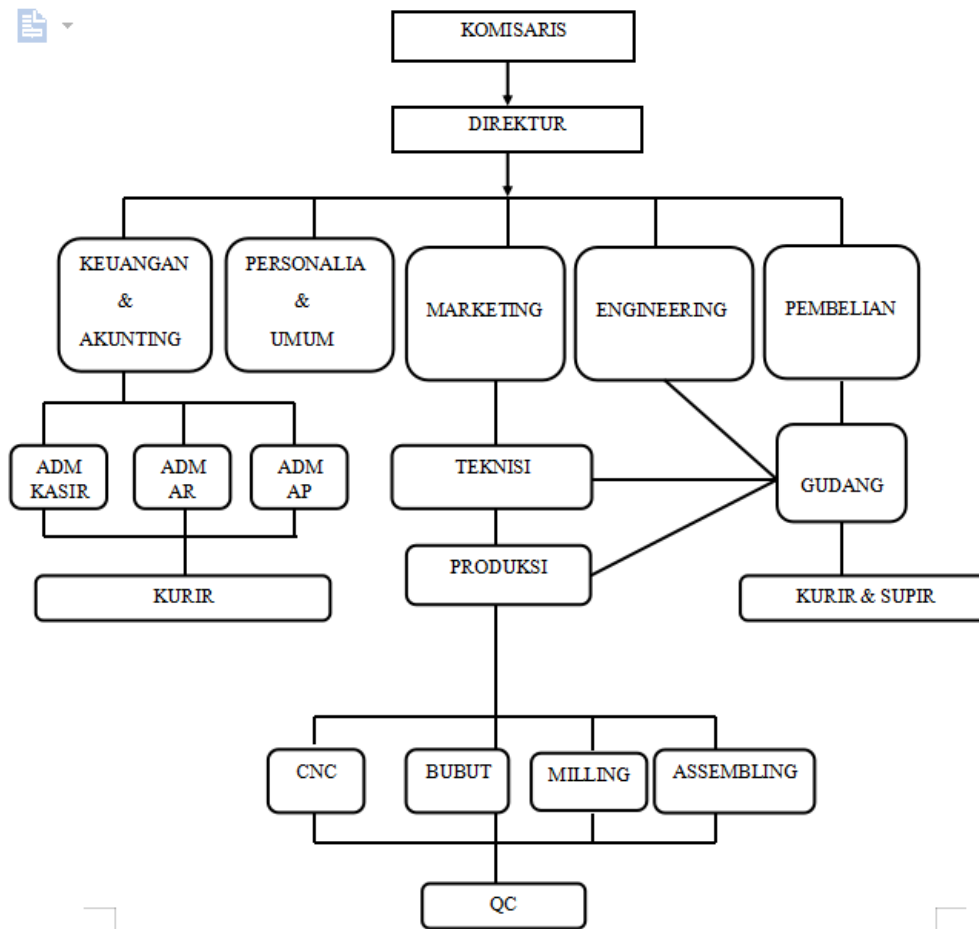 KOMISARIS
DIREKTUR
KEUANGAN
&
AKUNTING
PERSONALIA
&
UMUM
MARKETING
ENGINEERING
PEMBELIAN
ADM
KASIR
ADM
AR
ADM
AP
TEKNISI
GUDANG
PRODUKSI
KURIR
KURIR & SUPIR
CNC
BUBUT
MILLING
ASSEMBLING
QC